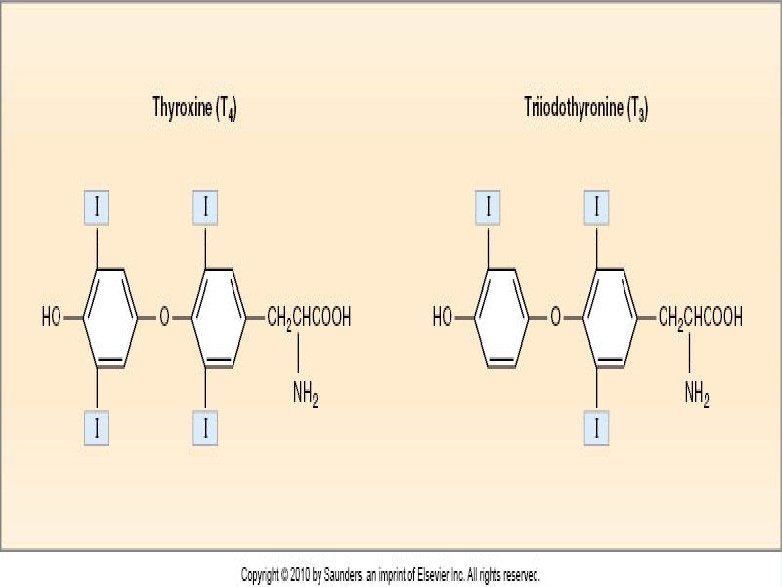 Thyroxine (T4)
Triiodothyronine (T3)
I
I
I
I
HO
O
CH2CHCOOH
HO
O
CH2CHCOOH
NH2
NH2
I
I
I
Copyright © 2010 by Saunders an imprint of Elsevier Inc. All rights reserved.